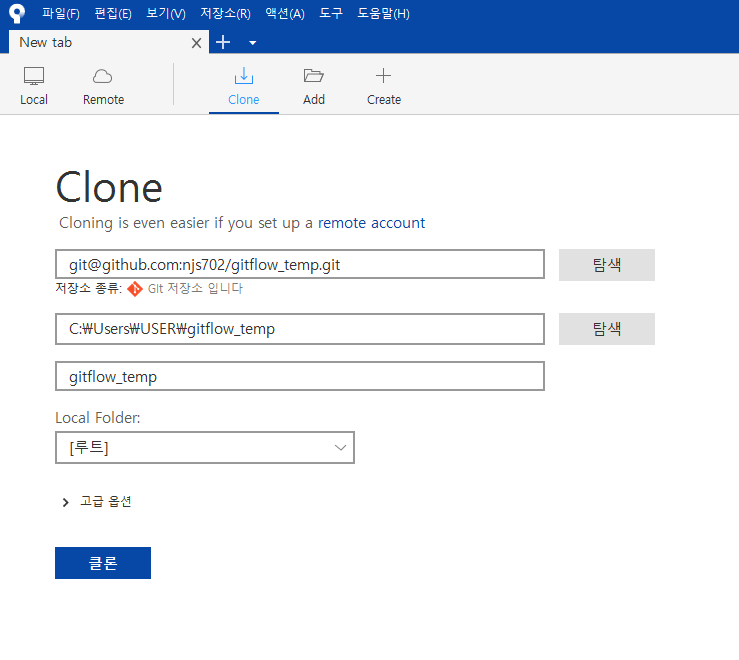 파일(F) 편집(E) 보기(V) 저장소(R) 액션(A) 도구 도움말(H)
New tab
Local Remote Clone Add Create
Clone
Cloning is even easier if you set up a remote account
git@github.com:njs702/gitflow_temp.git 탐색
저장소 종류: Git 저장소 입니다
C:₩Users₩USER₩gitflow_temp 탐색
gitflow_temp
Local Folder:
[루트]
고급 옵션
클론